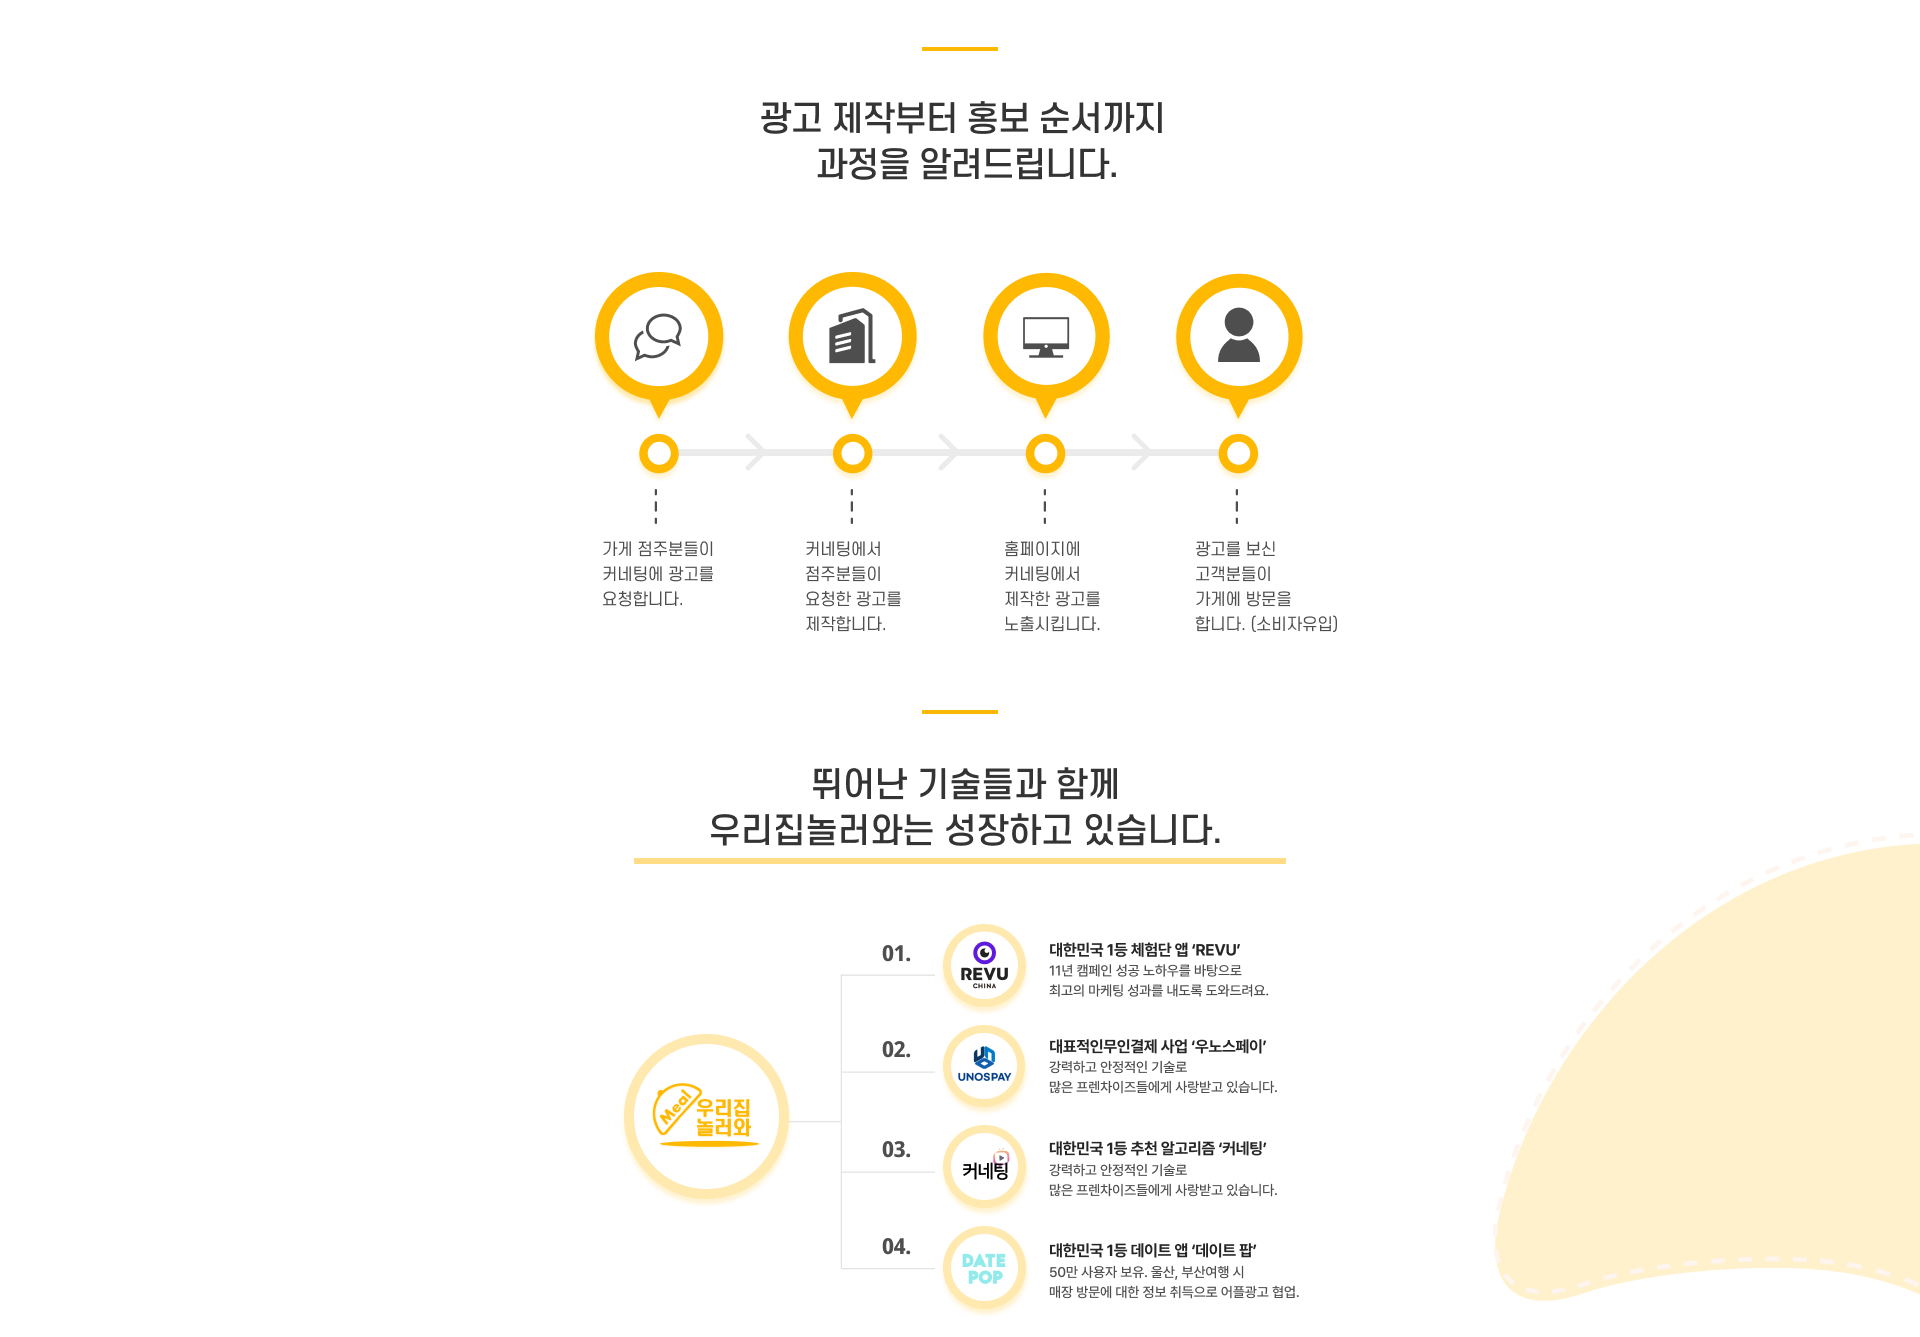 광고 제작부터 홍보 순서까지
과정을 알려드립니다.
가게 점주분들이
커네팅에 광고를
요청합니다.
커네팅에서
점주분들이
요청한 광고를
제작합니다.
홈페이지에
커네팅에서
제작한 광고를
노출시킵니다.
광고를 보신
고객분들이
가게에 방문을
합니다. (소비자유입)
뛰어난 기술들과 함께
우리집놀러와는 성장하고 있습니다.
Meal
우리집
놀러와
01.
REVU
CHINA
대한민국 1등 체험단 앱 ‘REVU’
11년 캠페인 성공 노하우를 바탕으로
최고의 마케팅 성과를 내도록 도와드려요.
02.
UNOSPAY
대표적인무인결제 사업 ‘우노스페이’
강력하고 안정적인 기술로
많은 프렌차이즈들에게 사랑받고 있습니다.
03.
커네팅
대한민국 1등 추천 알고리즘 ‘커네팅’
강력하고 안정적인 기술로
많은 프렌차이즈들에게 사랑받고 있습니다.
04.
DATE
POP
대한민국 1등 데이트 앱 ‘데이트 팝’
50만 사용자 보유. 울산, 부산여행 시
매장 방문에 대한 정보 취득으로 어플광고 협업.